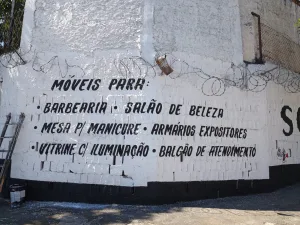 MÓVEIS PARA:
• BARBEARIA • SALÃO DE BELEZA
• MESA P/ MANICURE • ARMÁRIOS EXPOSITORES
• VITRINE C/ ILUMINAÇÃO • BALCÃO DE ATENDIMENTO